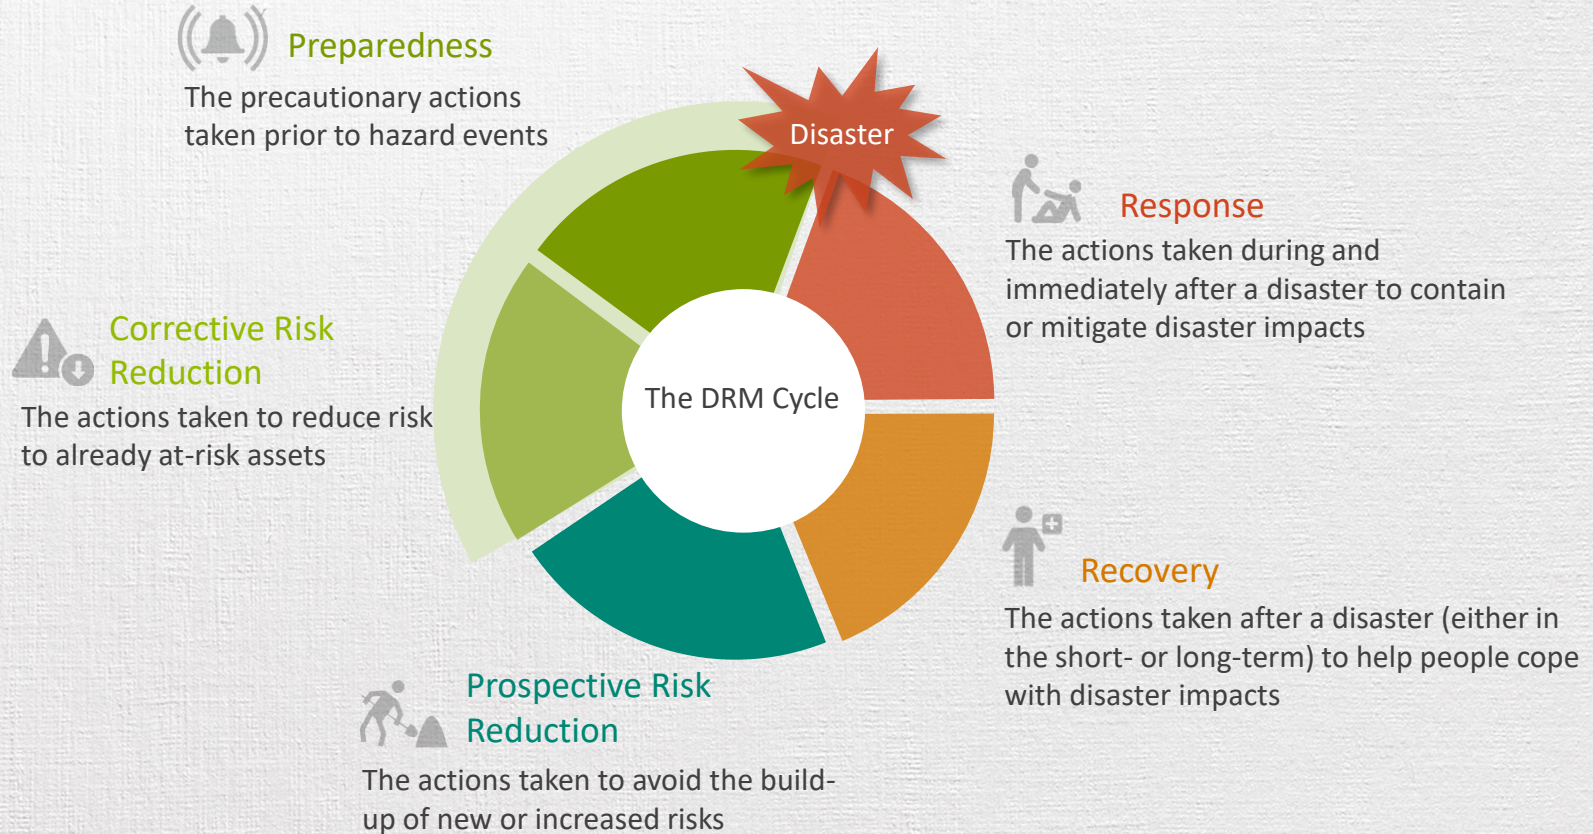 Preparedness
The precautionary actions
taken prior to hazard events
Disaster
Response
The actions taken during and
immediately after a disaster to contain
or mitigate disaster impacts
Corrective Risk
Reduction
The actions taken to reduce risk
to already at-risk assets
The DRM Cycle
Recovery
The actions taken after a disaster (either in
the short- or long-term) to help people cope
with disaster impacts
Prospective Risk
Reduction
The actions taken to avoid the build-
up of new or increased risks